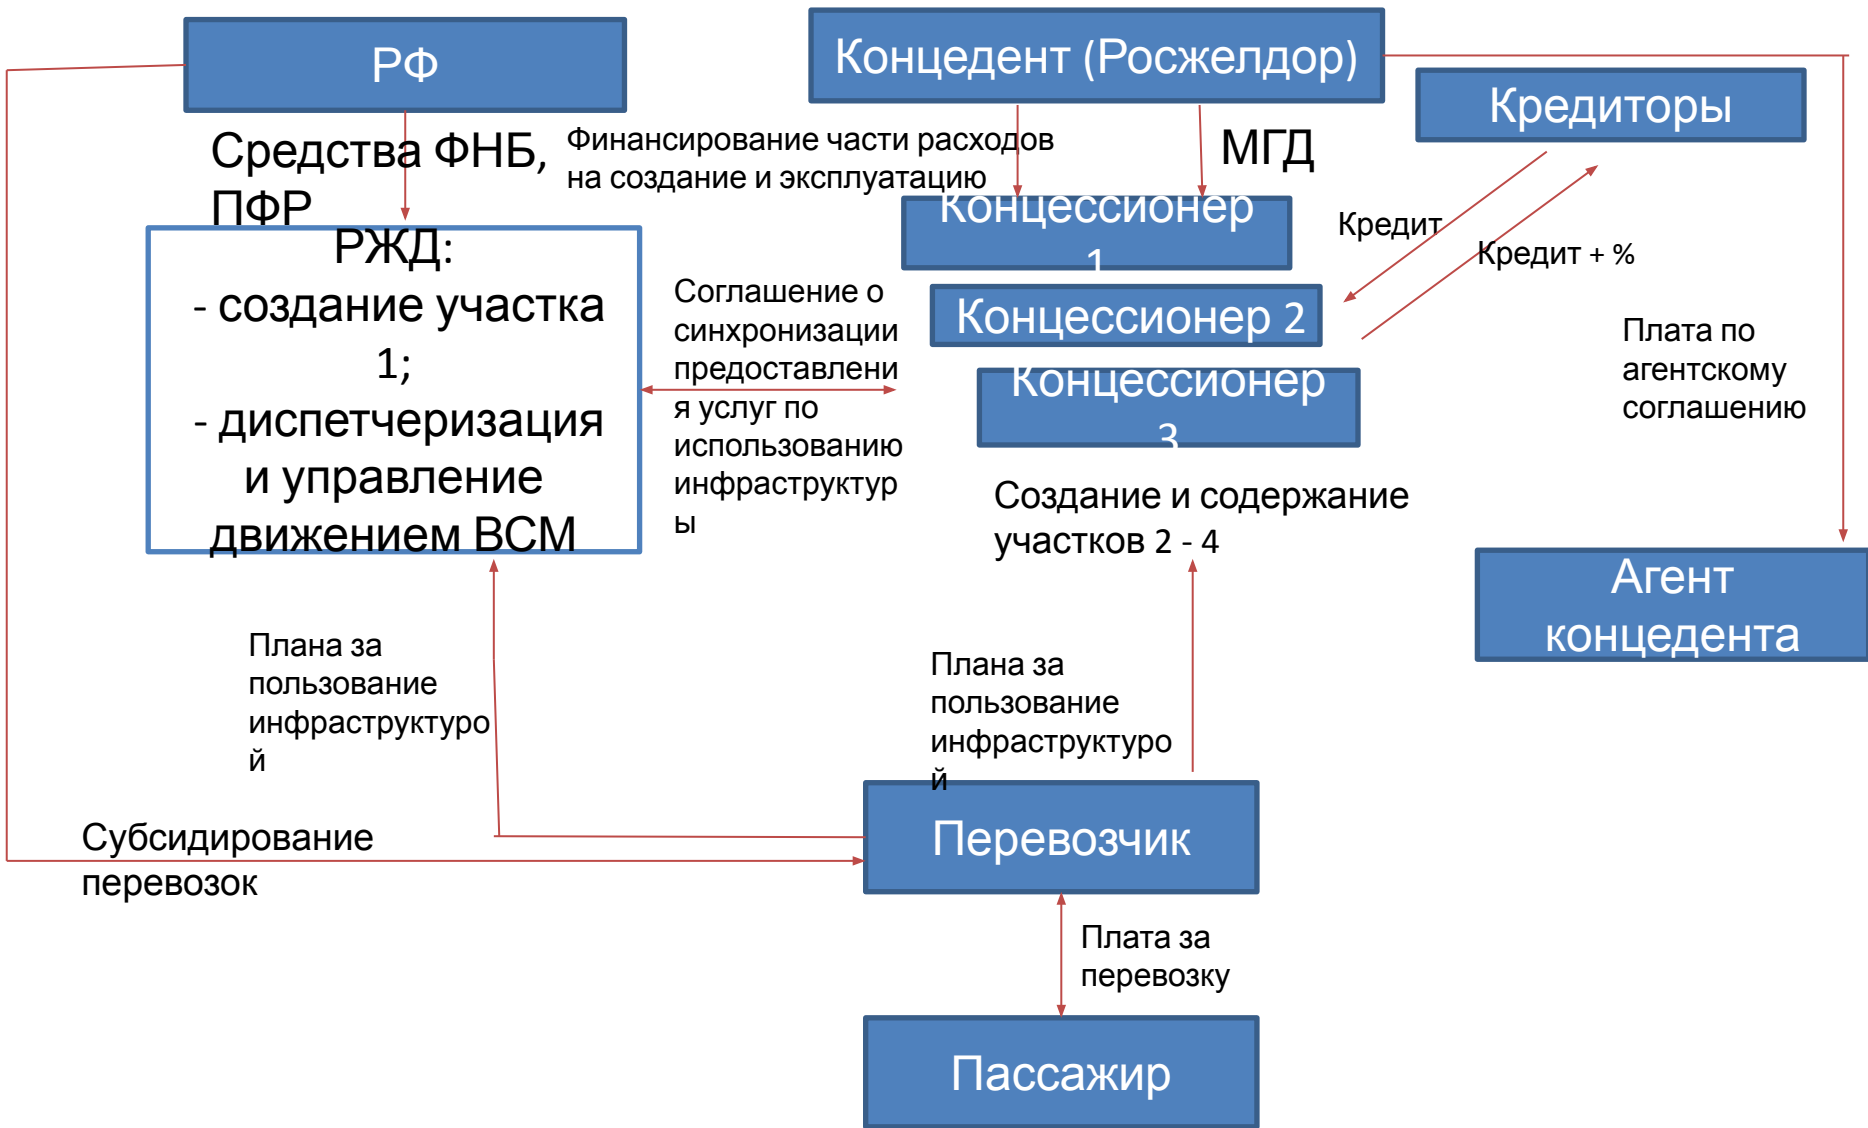 РФ
Концедент (Росжелдор)
Кредиторы
Средства ФНБ,
ПФР
Финансирование части расходов
на создание и эксплуатацию
МГД
Концессионер
1
Концессионер 2
Концессионер
3
Кредит
Кредит + %
РЖД:
- создание участка
1;
- диспетчеризация
и управление
движением ВСМ
Соглашение о
синхронизации
предоставлени
я услуг по
использованию
инфраструктур
ы
Плата по
агентскому
соглашению
Создание и содержание
участков 2 - 4
Агент
концедента
Плана за
пользование
инфраструктуро
й
Плана за
пользование
инфраструктуро
й
Субсидирование
перевозок
Перевозчик
Плата за
перевозку
Пассажир